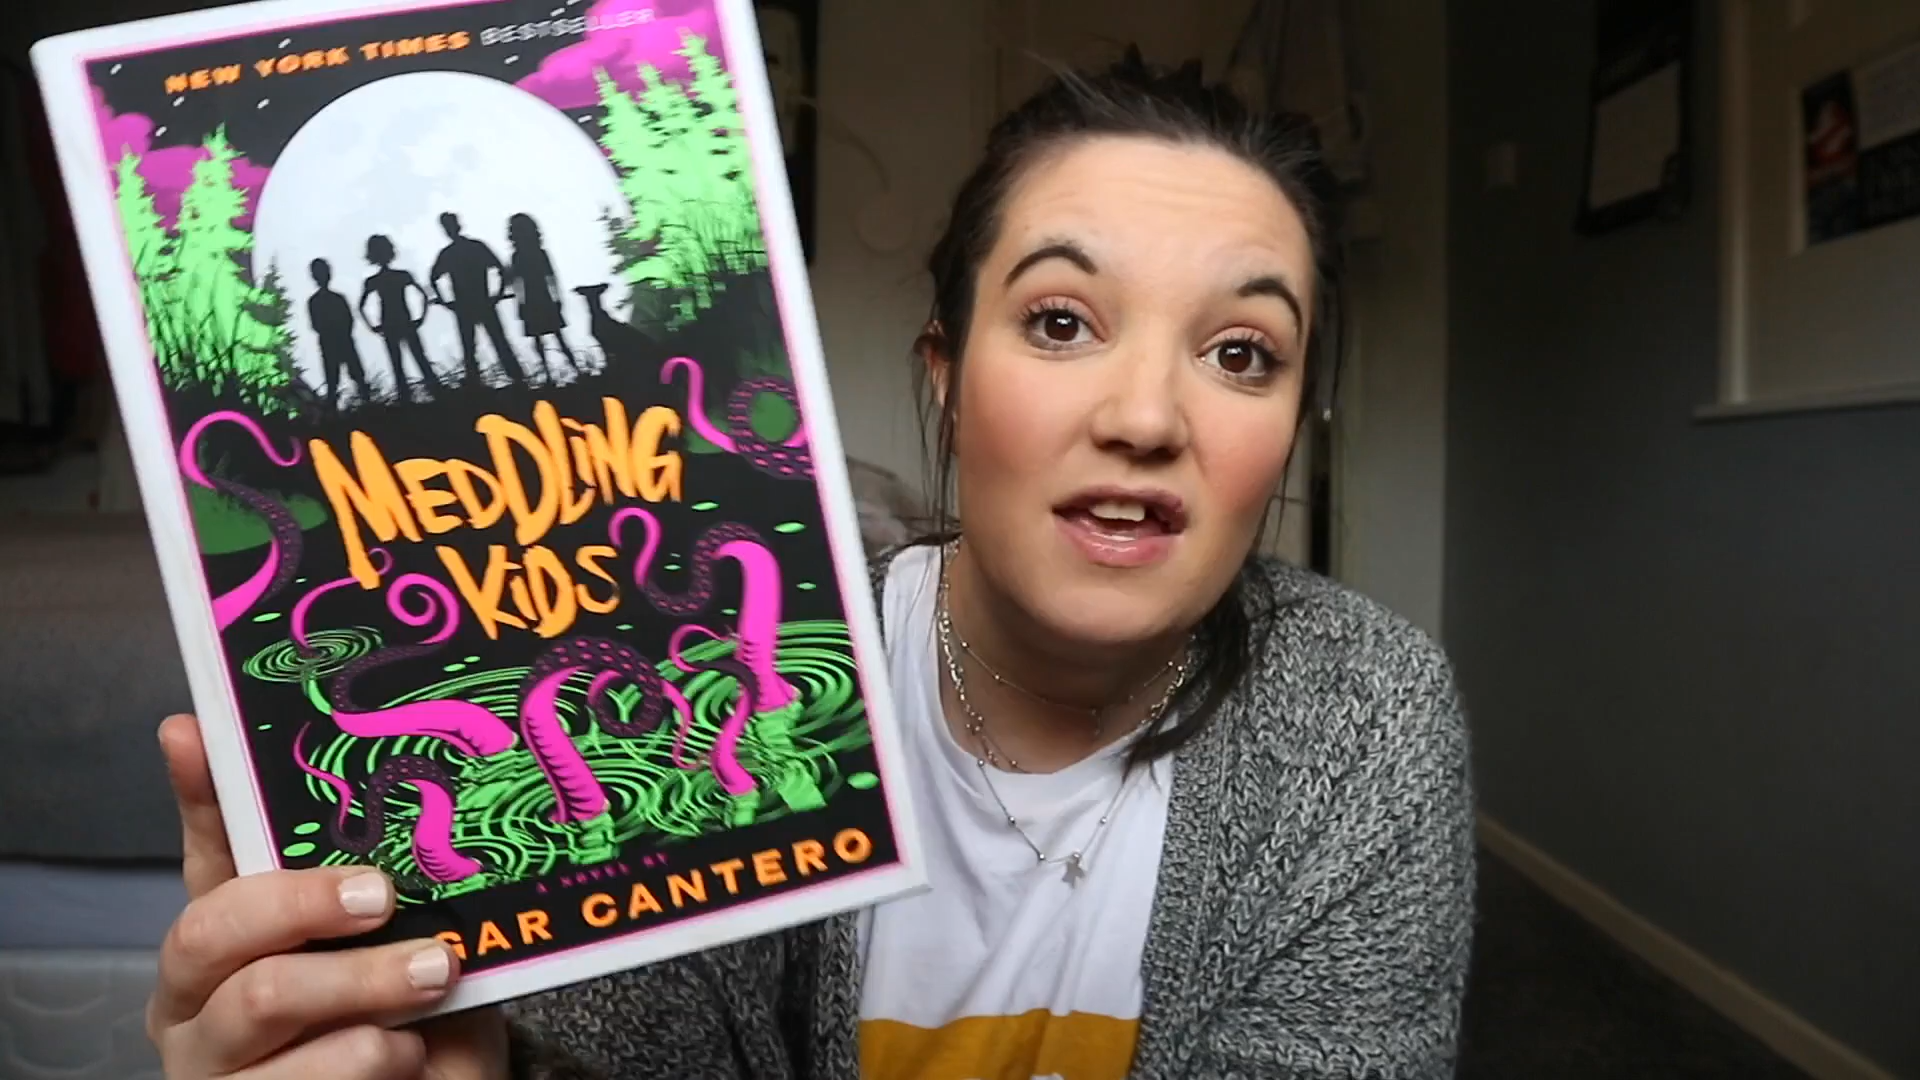 NEW YORK TIMES BESTSELLER
MEDDLiNG
KiDS
A NOVEL BY
GAR CANTERO